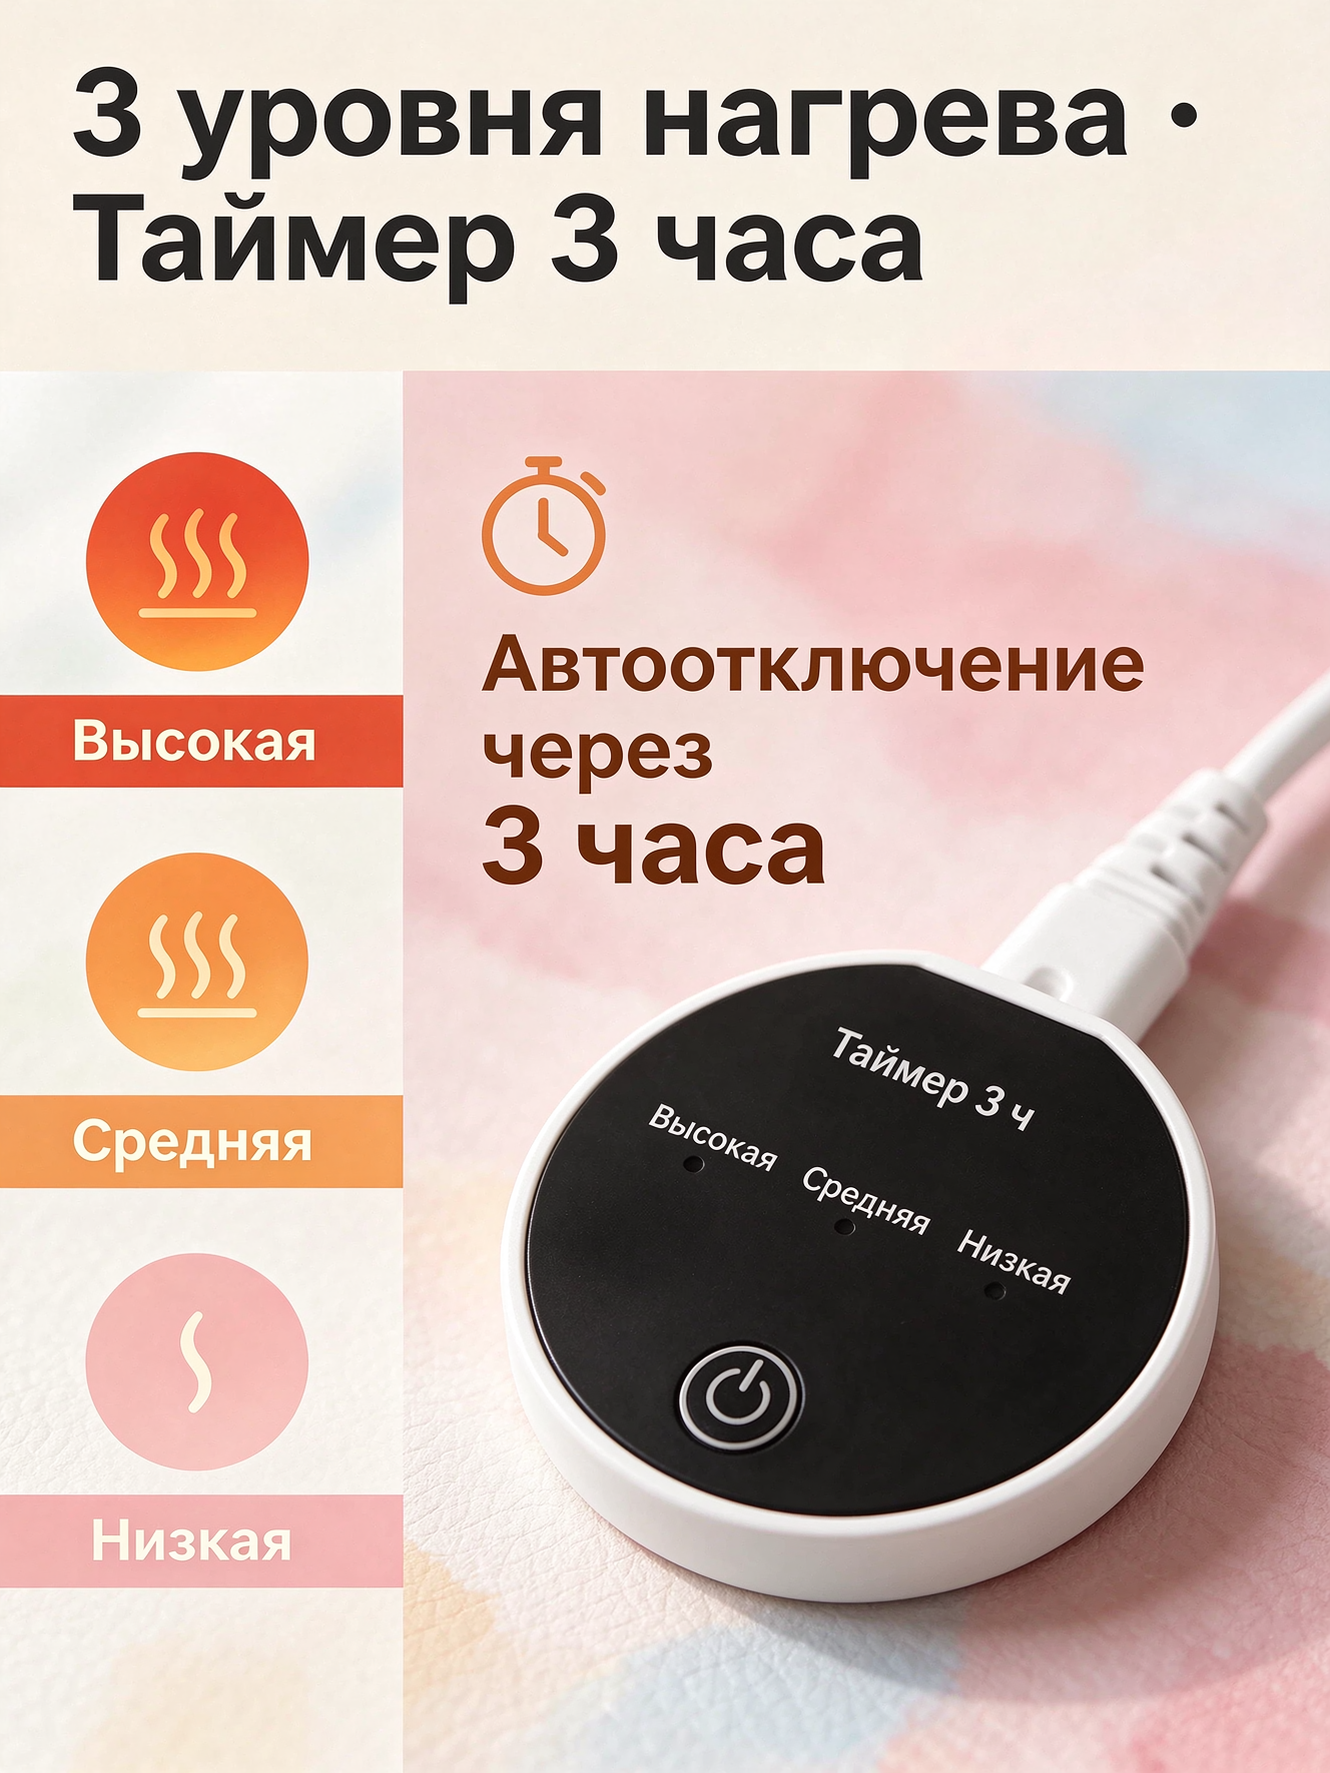 3 уровня нагрева •
Таймер 3 часа
Высокая
Средняя
Низкая
Автоотключение
через
3 часа
Таймер 3 ч
Высокая
Средняя
Низкая